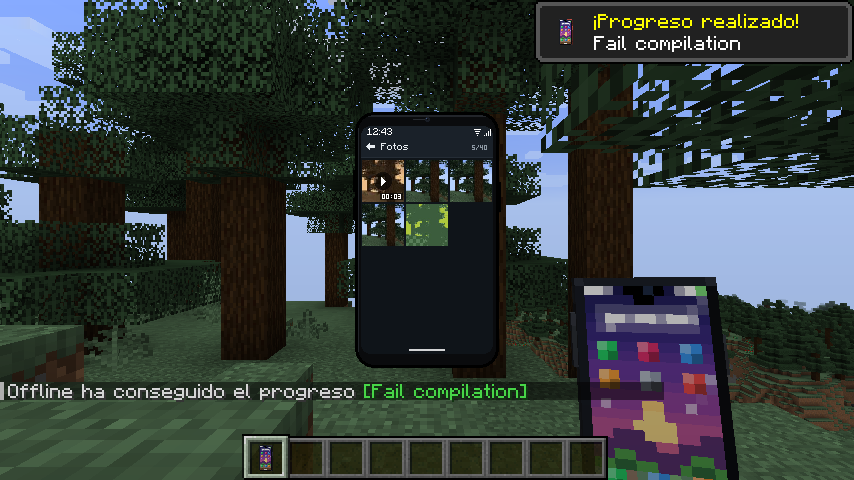 ¡Progreso realizado!
Fail compilation
12:43
Fotos
5/40
00:03
Offline ha conseguido el progreso [Fail compilation]